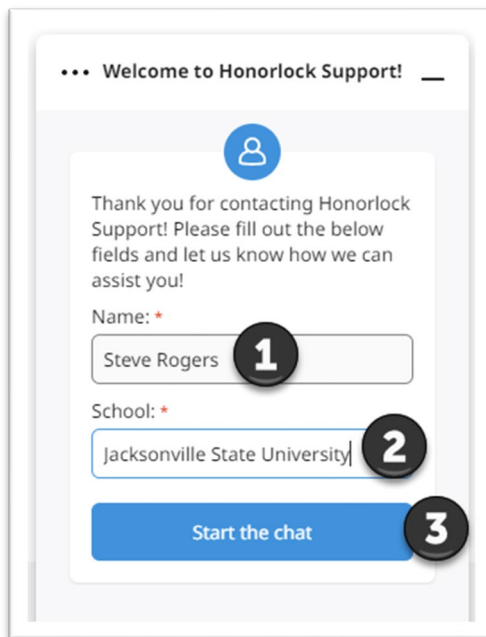 ••• Welcome to Honorlock Support! _
Thank you for contacting Honorlock
Support! Please fill out the below
fields and let us know how we can
assist you!
Name: *
Steve Rogers 1
School: *
Jacksonville State University 2
Start the chat 3